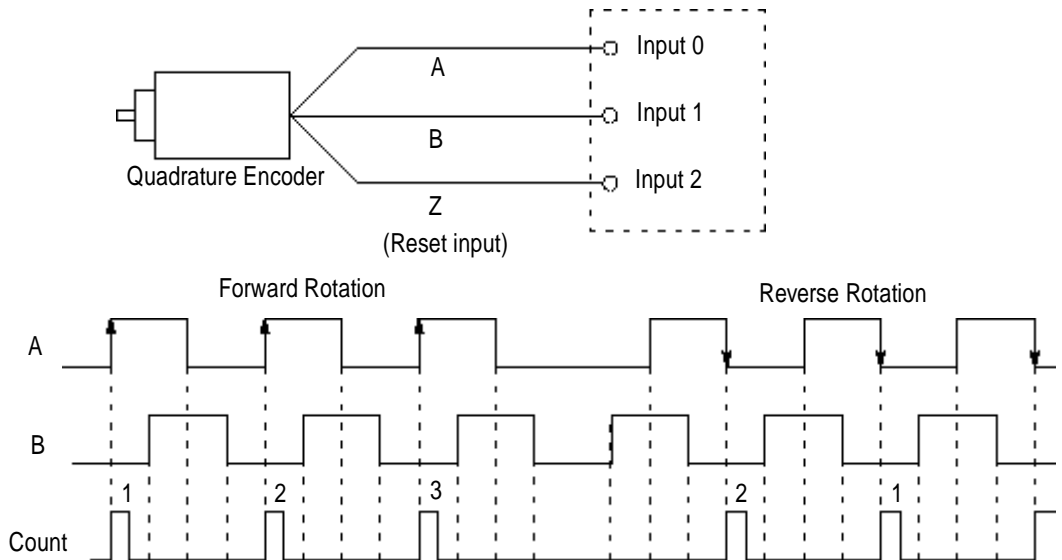 Input 0
A
Input 1
B
Quadrature Encoder
Input 2
Z
(Reset input)
Forward Rotation
Reverse Rotation
A
B
1 2 3 2 1
Count